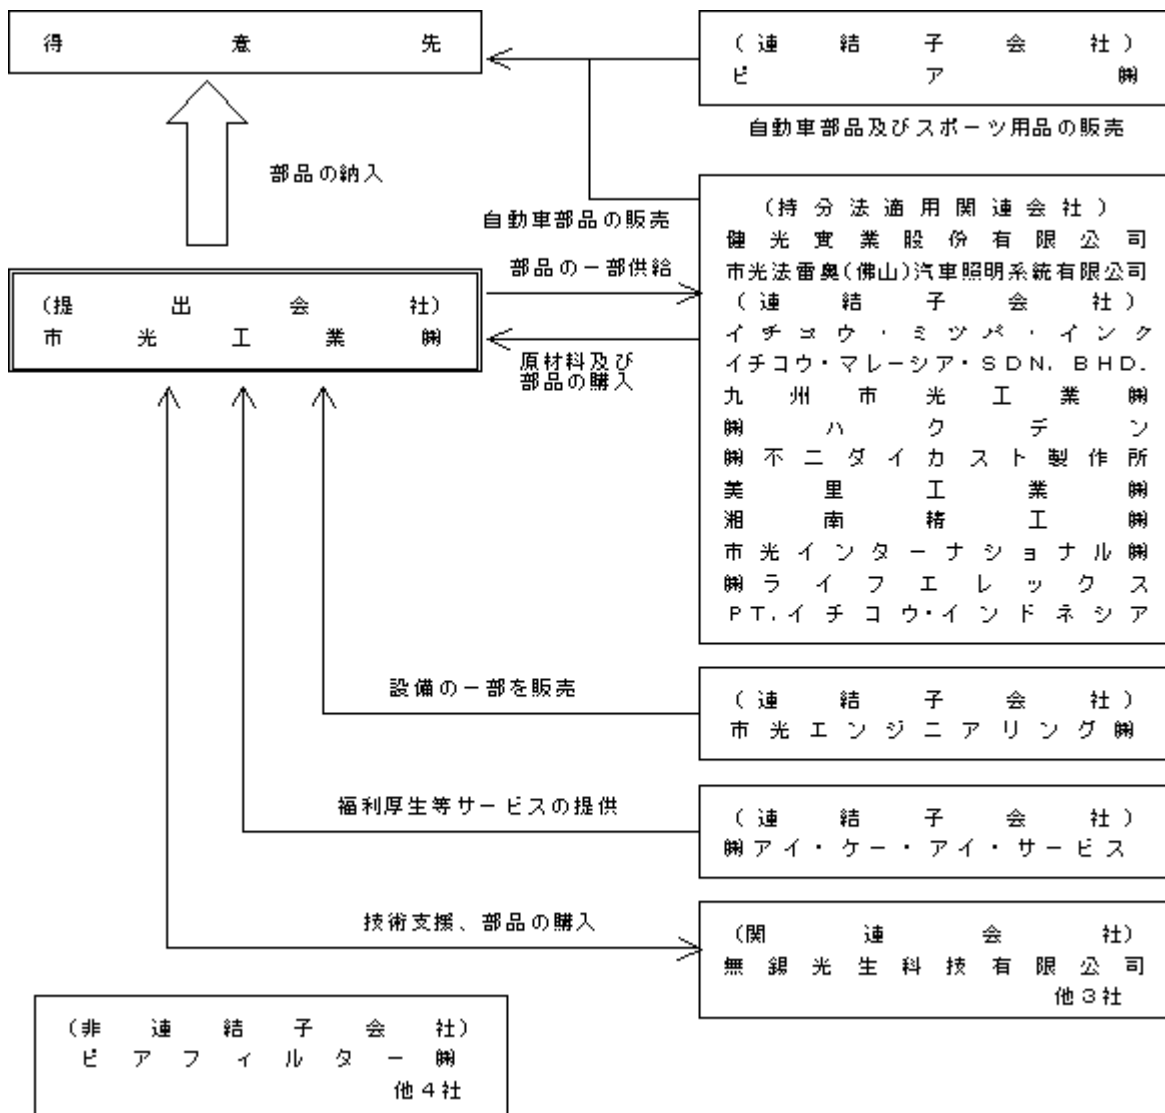 得意先
(連結子会社)
ピア㈱
自動車部品及びスポーツ用品の販売
部品の納入
(持分法適用関連会社)
健光實業股份有限公司
市光法雷奥(佛山)汽車照明系統有限公司
(連結子会社)
イチコウ・ミツバ・インク
イチコウ・マレーシア・SDN.BHD.
九州市光工業㈱
㈱ハクデン
㈱不二ダイカスト製作所
美里工業㈱
湘南精工㈱
市光インターナショナル㈱
㈱ライフエレックス
PT.イチコウ・インドネシア
自動車部品の販売
部品の一部供給
(提出会社)
市光工業㈱
原材料及び
部品の購入
設備の一部を販売
(連結子会社)
市光エンジニアリング㈱
福利厚生等サービスの提供
(連結子会社)
㈱アイ・ケー・アイ・サービス
技術支援、部品の購入
(関連会社)
無錫光生科技有限公司
他3社
(非連結子会社)
ピアフィルター㈱
他4社